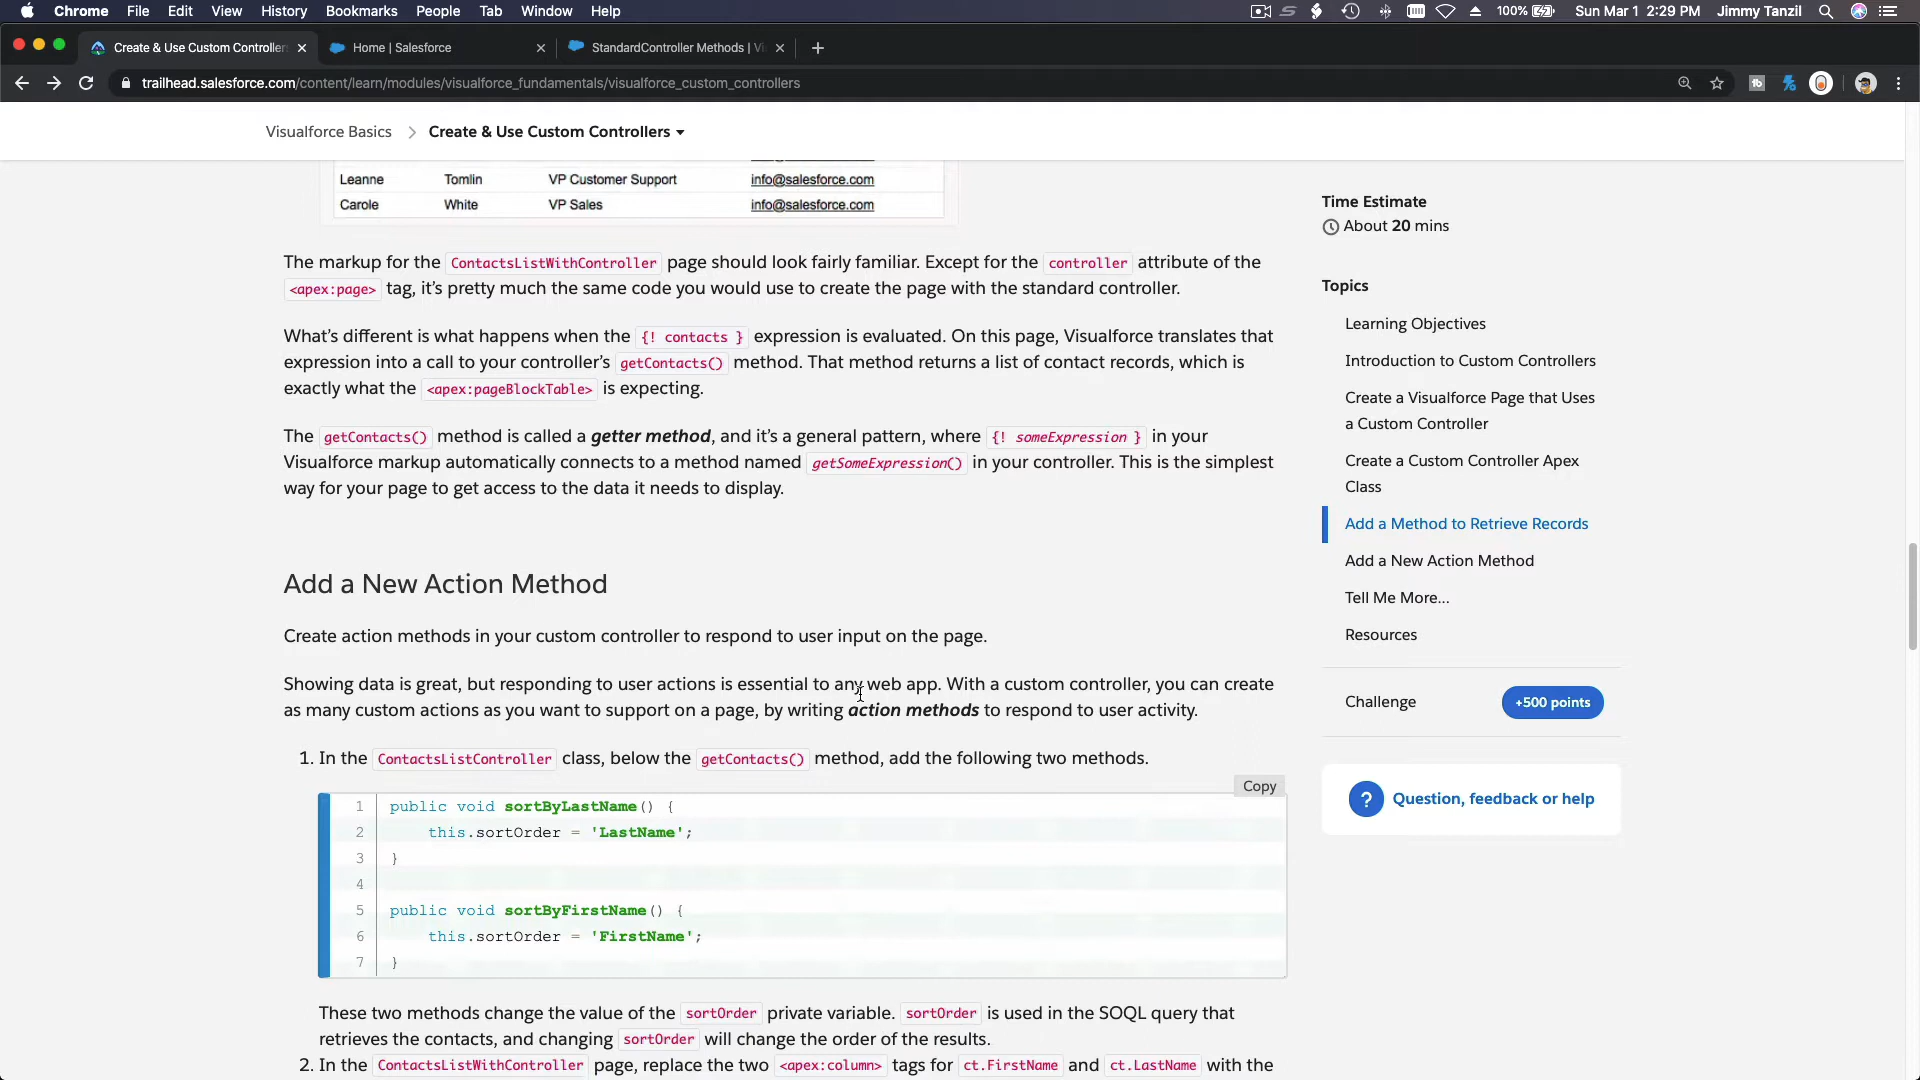 Chrome File Edit View History Bookmarks People Tab Window Help 100% Sun Mar 1 2:29 PM Jimmy Tanzil
Create & Use Custom Controller Home | Salesforce StandardController Methods | Vi
trailhead.salesforce.com/content/learn/modules/visualforce_fundamentals/visualforce_custom_controllers
Visualforce Basics Create & Use Custom Controllers
Leanne Tomlin VP Customer Support info@salesforce.com
Carole White VP Sales info@salesforce.com
The markup for the ContactsListWithController page should look fairly familiar. Except for the controller attribute of the
<apex:page> tag, it’s pretty much the same code you would use to create the page with the standard controller.
What’s different is what happens when the {! contacts } expression is evaluated. On this page, Visualforce translates that
expression into a call to your controller’s getContacts() method. That method returns a list of contact records, which is
exactly what the <apex:pageBlockTable> is expecting.
The getContacts() method is called a getter method, and it’s a general pattern, where {! someExpression } in your
Visualforce markup automatically connects to a method named getSomeExpression() in your controller. This is the simplest
way for your page to get access to the data it needs to display.
Add a New Action Method
Create action methods in your custom controller to respond to user input on the page.
Showing data is great, but responding to user actions is essential to any web app. With a custom controller, you can create
as many custom actions as you want to support on a page, by writing action methods to respond to user activity.
1. In the ContactsListController class, below the getContacts() method, add the following two methods.
Copy
1 public void sortByLastName() {
2 this.sortOrder = 'LastName';
3 }
4
5 public void sortByFirstName() {
6 this.sortOrder = 'FirstName';
7 }
These two methods change the value of the sortOrder private variable. sortOrder is used in the SOQL query that
retrieves the contacts, and changing sortOrder will change the order of the results.
2. In the ContactsListWithController page, replace the two <apex:column> tags for ct.FirstName and ct.LastName with the
Time Estimate
About 20 mins
Topics
Learning Objectives
Introduction to Custom Controllers
Create a Visualforce Page that Uses
a Custom Controller
Create a Custom Controller Apex
Class
Add a Method to Retrieve Records
Add a New Action Method
Tell Me More...
Resources
Challenge +500 points
? Question, feedback or help